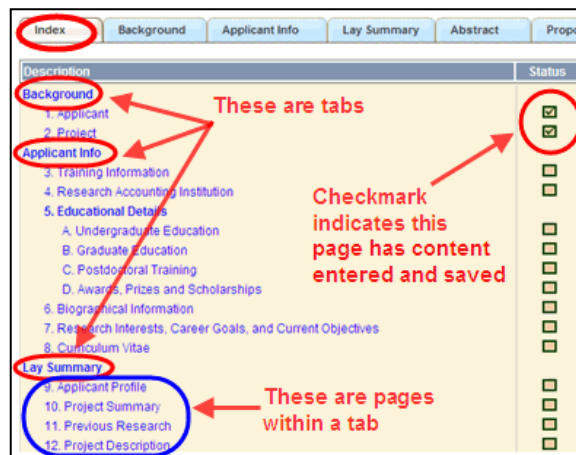 Index Background Applicant Info Lay Summary Abstract
Description Status
Background
1. Applicant
2. Project
Applicant Info
3. Training Information
4. Research Accounting Institution
5. Educational Details
A. Undergraduate Education
B. Graduate Education
C. Postdoctoral Training
D. Awards, Prizes and Scholarships
6. Biographical Information
7. Research Interests, Career Goals, and Current Objectives
8. Curriculum Vitae
Lay Summary
9. Applicant Profile
10. Project Summary
11. Previous Research
12. Project Description
These are tabs
Checkmark
indicates this
page has content
entered and saved
These are pages
within a tab